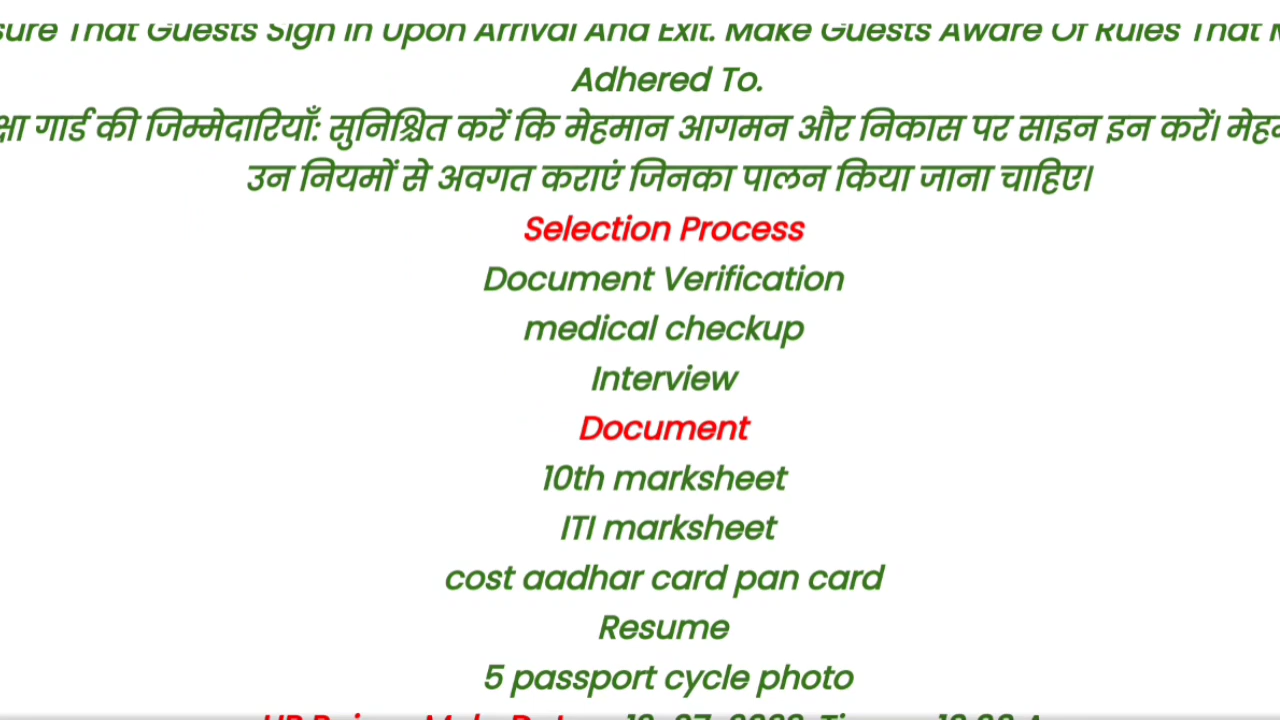 That Guests Sign In Upon Arrival And Exit. Make Guests Aware Of Rules That
Adhered To.
गार्ड की जिम्मेदारियाँ: सुनिश्चित करें कि मेहमान आगमन और निकास पर साइन इन करें।
उन नियमों से अवगत कराएं जिनका पालन किया जाना चाहिए।
Selection Process
Document Verification
medical checkup
Interview
Document
10th marksheet
ITI marksheet
cost aadhar card pan card
Resume
5 passport cycle photo